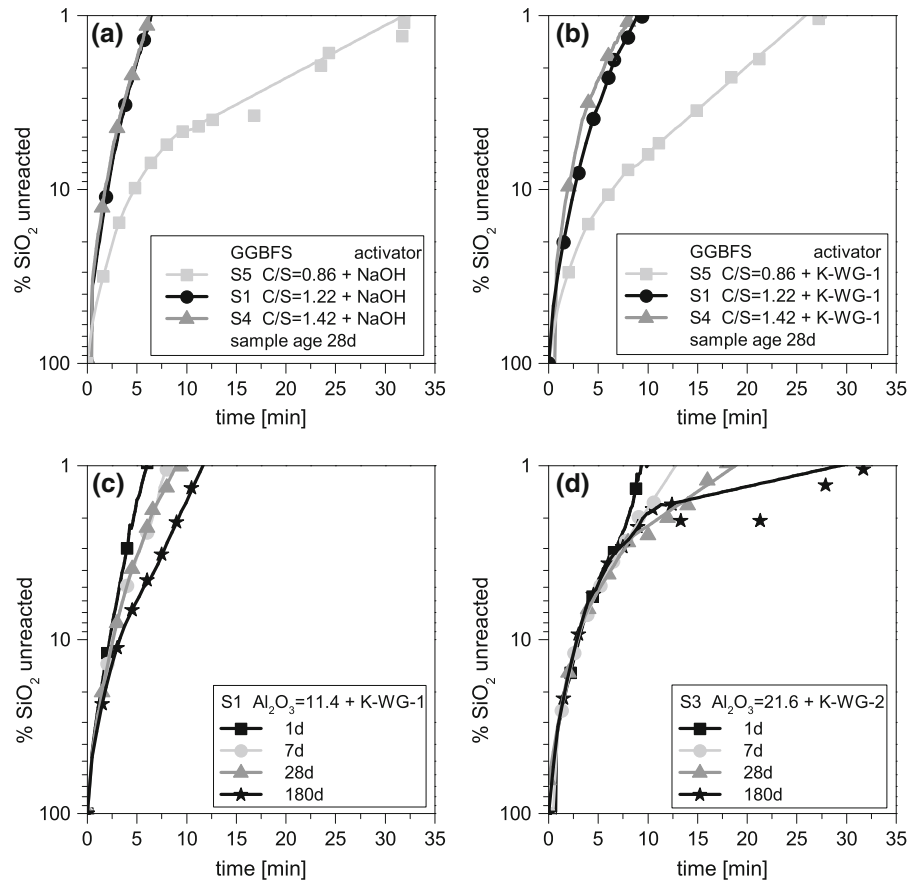 (a)
% SiO2 unreacted
1
10
100
GGBFS activator
S5 C/S=0.86 + NaOH
S1 C/S=1.22 + NaOH
S4 C/S=1.42 + NaOH
sample age 28d
0 5 10 15 20 25 30 35
time [min]
(b)
% SiO2 unreacted
1
1
10
100
GGBFS activator
S5 C/S=0.86 + K-WG-1
S1 C/S=1.22 + K-WG-1
S4 C/S=1.42 + K-WG-1
sample age 28d
0 5 10 15 20 25 30 35
time [min]
(c)
% SiO2 unreacted
1
10
100
S1 Al2O3=11.4 + K-WG-1
1d
7d
28d
180d
0 5 10 15 20 25 30 35
time [min]
(d)
% SiO2 unreacted
1
10
100
S3 Al2O3=21.6 + K-WG-2
1d
7d
28d
180d
0 5 10 15 20 25 30 35
time [min]